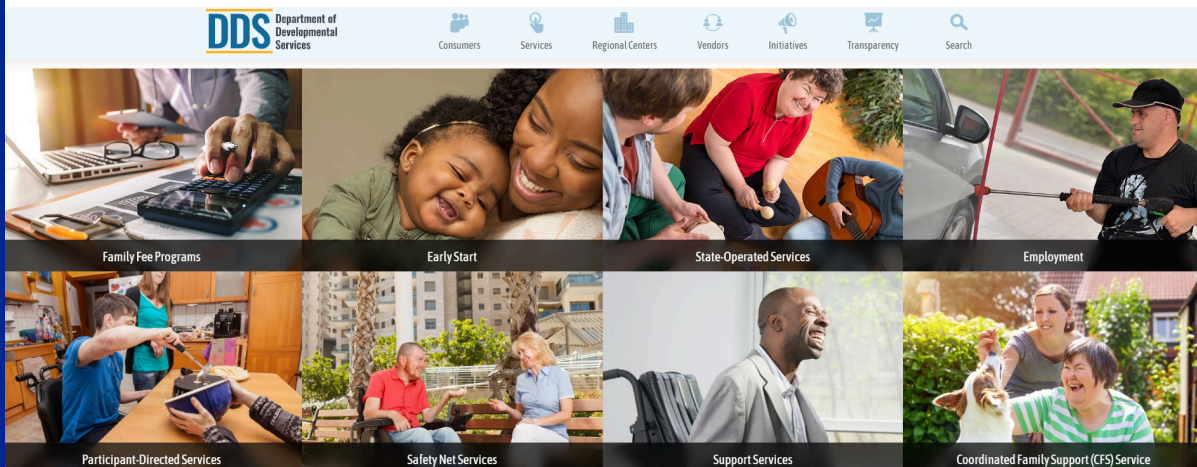 DDS
Department of
Developmental
Services
Consumers
Services
Regional Centers
Vendors
Initiatives
Transparency
Search
Family Fee Programs
Early Start
State-Operated Services
Employment
Participant-Directed Services
Safety Net Services
Support Services
Coordinated Family Support (CFS) Service